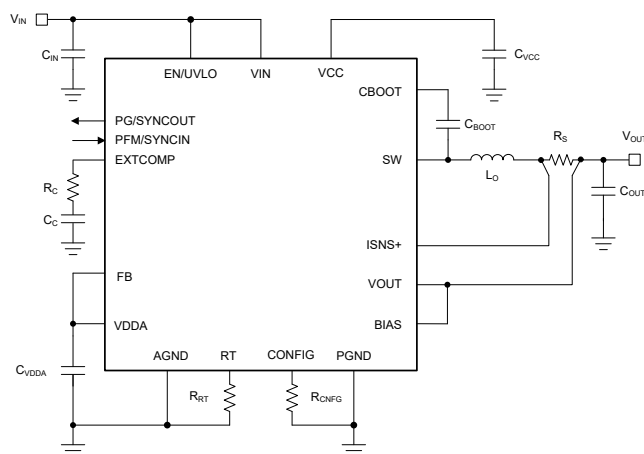 VIN
CIN
EN/UVLO
VIN
VCC
CVCC
CBOOT
PG/SYNCOUT
PFM/SYNCIN
EXTCOMP
CBOOT
RS
VOUT
SW
LO
COUT
RC
CC
ISNS+
FB
VOUT
VDDA
BIAS
AGND
RT
CONFIG
PGND
CVDDA
RRT
RCNFG